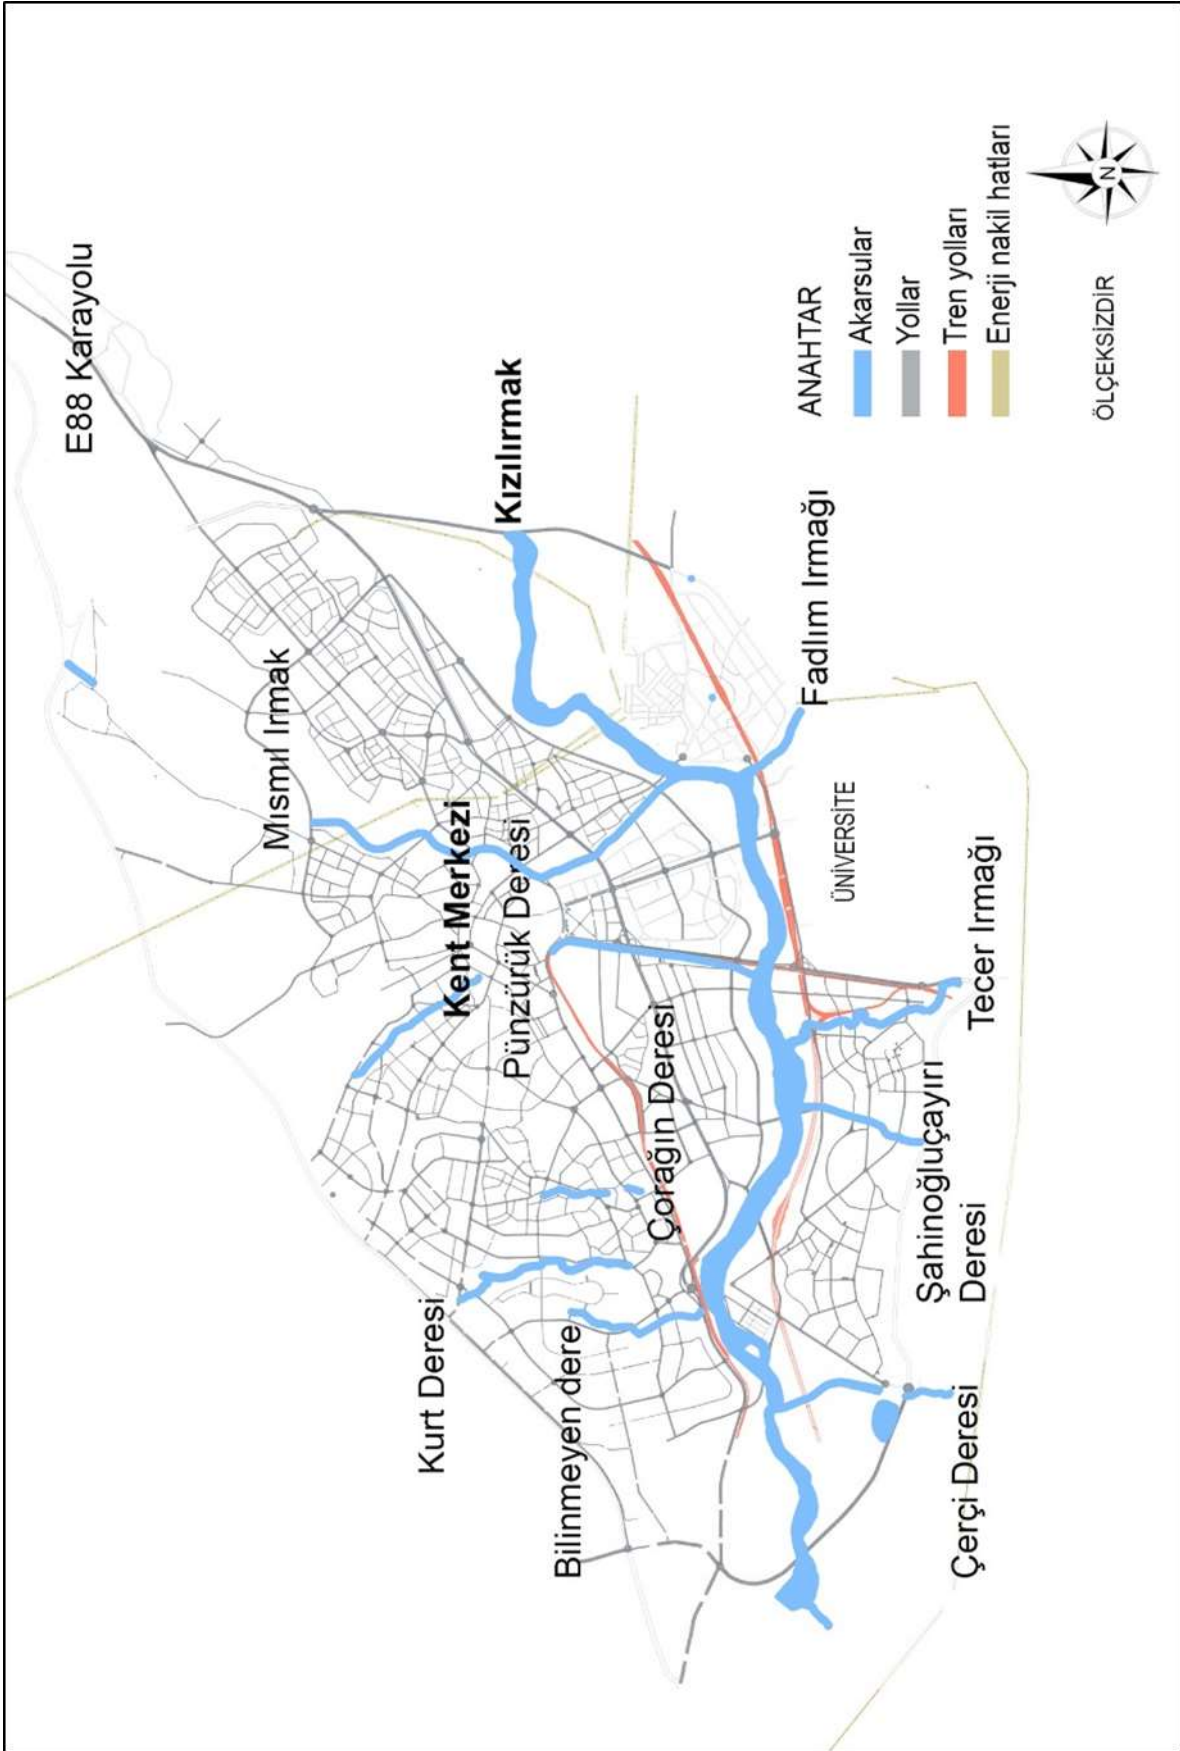 E88 Karayolu
Mısmıl Irmak
Kızılırmak
Kent Merkezi
Pünzürük Deresi
Kurt Deresi
Bilinmeyen dere
Çorağın Deresi
Fadlım Irmağı
ÜNİVERSİTE
Tecer Irmağı
Şahinoğluçayırı
Deresi
Çerçi Deresi
ANAHTAR
Akarsular
Yollar
Tren yolları
Enerji nakil hatları
ÖLÇEKSİZDİR
N